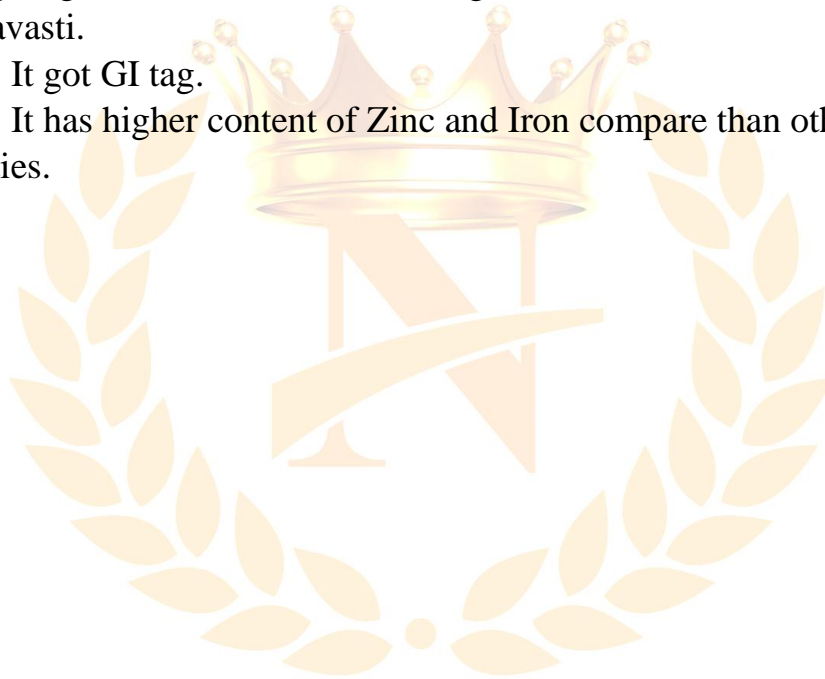 avasti.
It got GI tag.
It has higher content of Zinc and Iron compare than oth
ies.
N